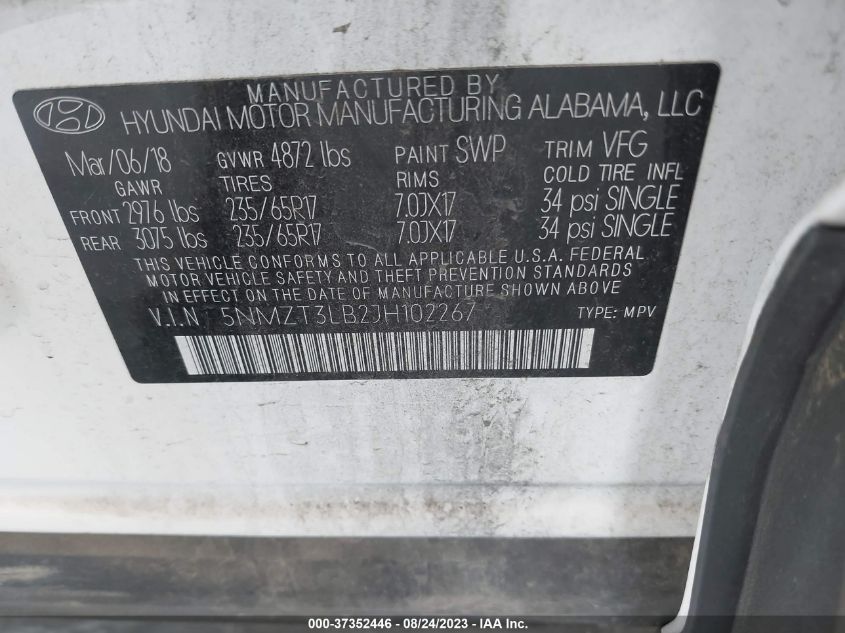 MANUFACTURED BY
HYUNDAI MOTOR MANUFACTURING ALABAMA, LLC
Mar/06/18 GVWR 4872 lbs PAINT SWP TRIM VFG
GAWR TIRES RIMS COLD TIRE INFL
FRONT 2976 lbs 235/65R17 7.0JX17 34 psi SINGLE
REAR 3075 lbs 235/65R17 7.0JX17 34 psi SINGLE
THIS VEHICLE CONFORMS TO ALL APPLICABLE U.S.A. FEDERAL
MOTOR VEHICLE SAFETY AND THEFT PREVENTION STANDARDS
IN EFFECT ON THE DATE OF MANUFACTURE SHOWN ABOVE.
V.I.N 5NMZT3LB2JH102267 TYPE: MPV
000-37352446 - 08/24/2023 - IAA Inc.